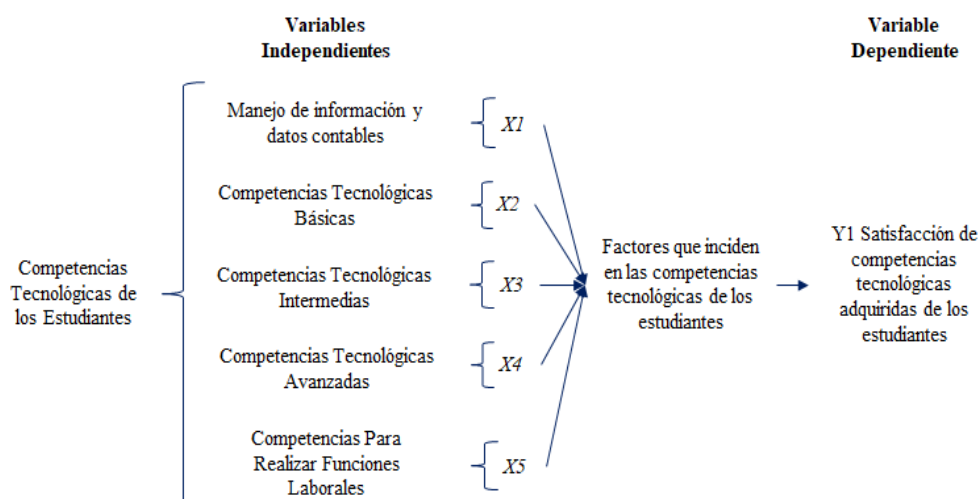 Variables
Independientes
Variable
Dependiente
Manejo de información y
datos contables
X1
Competencias Tecnológicas
Básicas
X2
Competencias
Tecnológicas de
los Estudiantes
Competencias Tecnológicas
Intermedias
X3
Competencias Tecnológicas
Avanzadas
X4
Competencias Para
Realizar Funciones
Laborales
X5
Factores que inciden
en las competencias
tecnológicas de los
estudiantes
Y1 Satisfacción de
competencias
tecnológicas
adquiridas de los
estudiantes